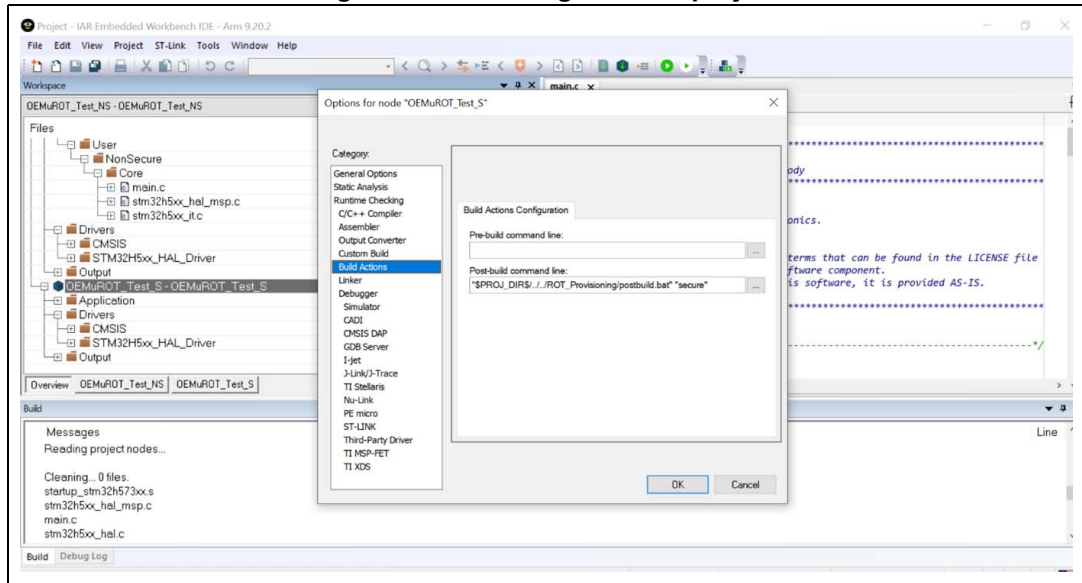 Project - IAR Embedded Workbench IDE - Arm 9.20.2
File Edit View Project ST-Link Tools Window Help
Workspace
main.c
OEMuROT_Test_NS - OEMuROT_Test_NS
Files
User
NonSecure
Core
main.c
stm32h5xx_hal_msp.c
stm32h5xx_it.c
Drivers
CMSIS
STM32H5xx_HAL_Driver
Output
OEMuROT_Test_S - OEMuROT_Test_S
Application
Drivers
CMSIS
STM32H5xx_HAL_Driver
Output
Overview OEMuROT_Test_NS OEMuROT_Test_S
Options for node "OEMuROT_Test_S"
Category:
General Options
Static Analysis
Runtime Checking
C/C++ Compiler
Assembler
Output Converter
Custom Build
Build Actions
Linker
Debugger
Simulator
CADI
CMSIS DAP
GDB Server
I-jet
J-Link/J-Trace
TI Stellaris
Nu-Link
PE micro
ST-LINK
Third-Party Driver
TI MSP-FET
TI XDS
Build Actions Configuration
Pre-build command line:
...
Post-build command line:
"$PROJ_DIR$/../../ROT_Provisioning/postbuild.bat" "secure"
...
OK Cancel
****************************************
ody
****************************************
onics.
terms that can be found in the LICENSE file
ftware component.
is software, it is provided AS-IS.
****************************************
----------------------------------------*/
Build
Messages Line
Reading project nodes...
Cleaning... 0 files.
startup_stm32h573xx.s
stm32h5xx_hal_msp.c
main.c
stm32h5xx_hal.c
Build Debug Log